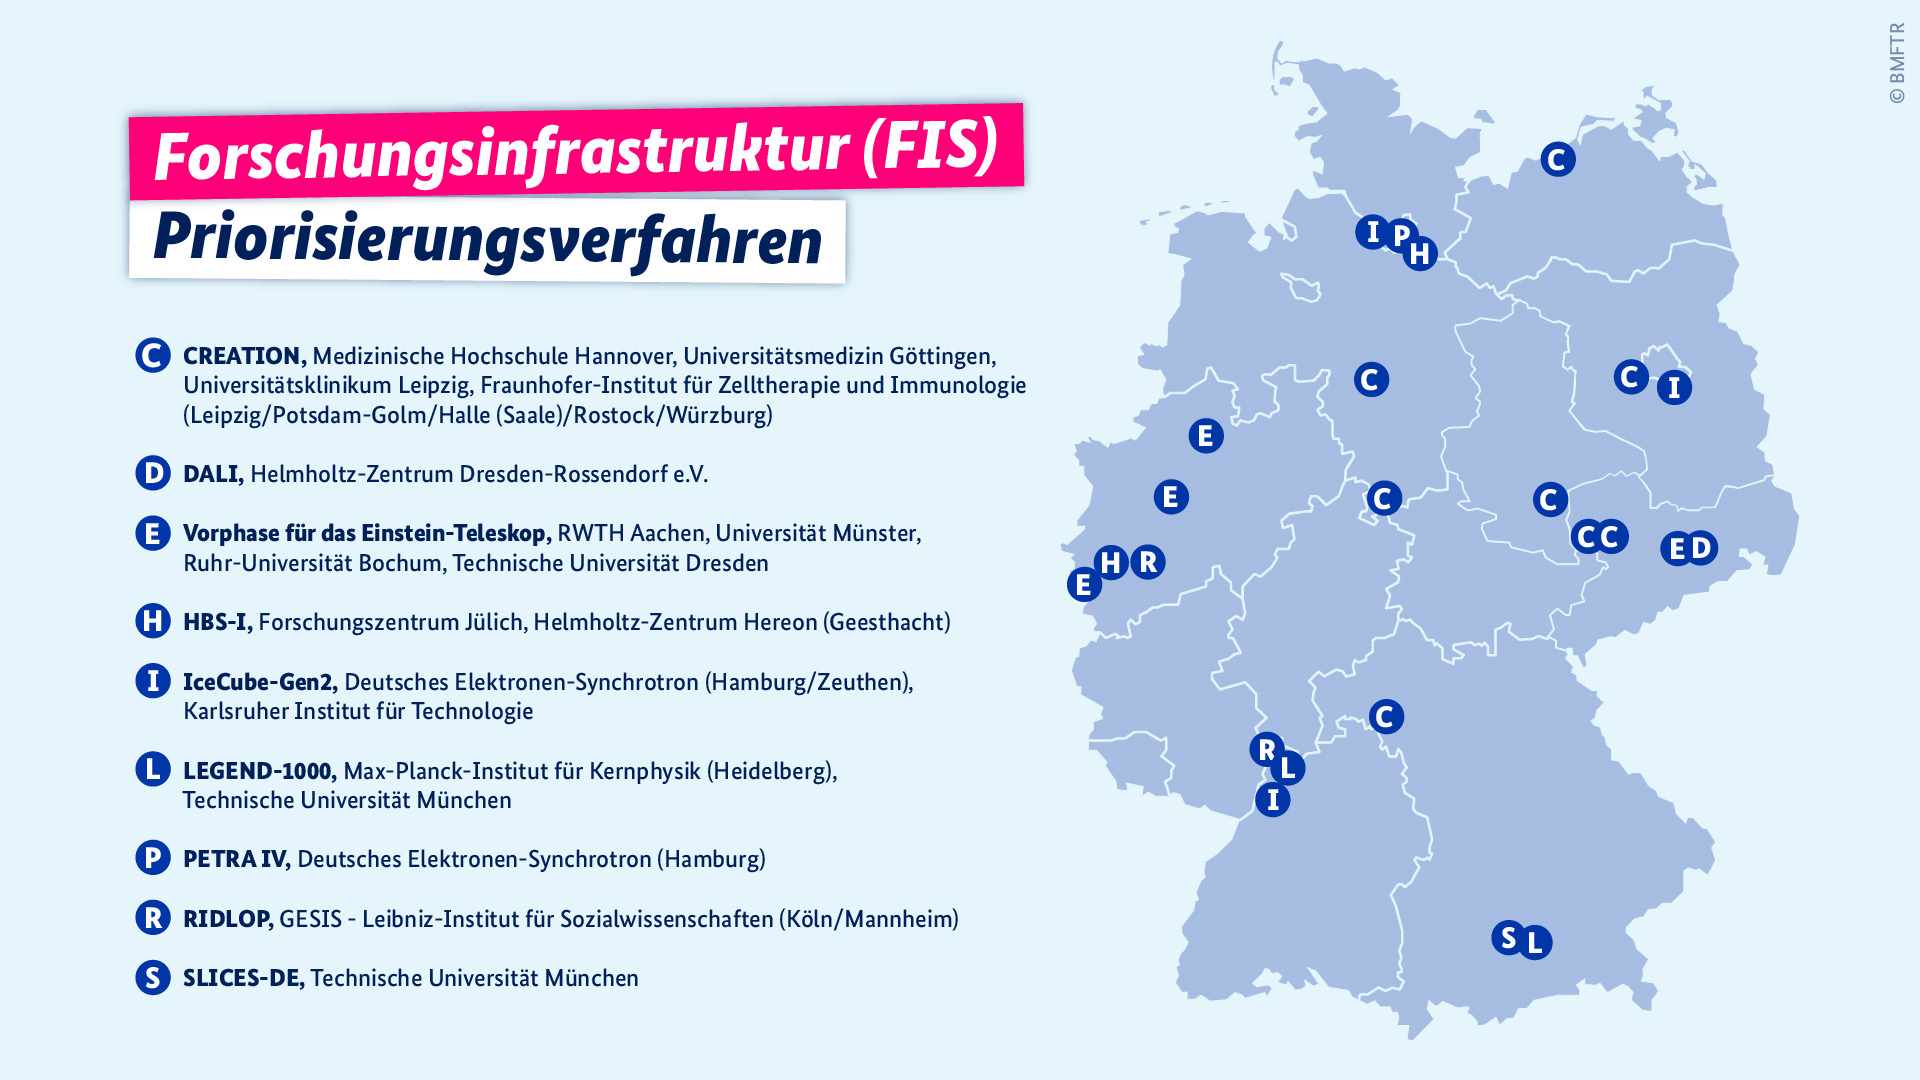 Forschungsinfrastruktur (FIS)
Priorisierungsverfahren
C CREATION, Medizinische Hochschule Hannover, Universitätsmedizin Göttingen,
Universitätsklinikum Leipzig, Fraunhofer-Institut für Zelltherapie und Immunologie
(Leipzig/Potsdam-Golm/Halle (Saale)/Rostock/Würzburg)
D DALI, Helmholtz-Zentrum Dresden-Rossendorf e.V.
E Vorphase für das Einstein-Teleskop, RWTH Aachen, Universität Münster,
Ruhr-Universität Bochum, Technische Universität Dresden
H HBS-I, Forschungszentrum Jülich, Helmholtz-Zentrum Hereon (Geesthacht)
I IceCube-Gen2, Deutsches Elektronen-Synchrotron (Hamburg/Zeuthen),
Karlsruher Institut für Technologie
L LEGEND-1000, Max-Planck-Institut für Kernphysik (Heidelberg),
Technische Universität München
P PETRA IV, Deutsches Elektronen-Synchrotron (Hamburg)
R RIDLOP, GESIS - Leibniz-Institut für Sozialwissenschaften (Köln/Mannheim)
S SLICES-DE, Technische Universität München
C
I P
H
C
C I
E
E
C
C
C C
E D
H R
E
C
R
L
I
S L
© BMFTR